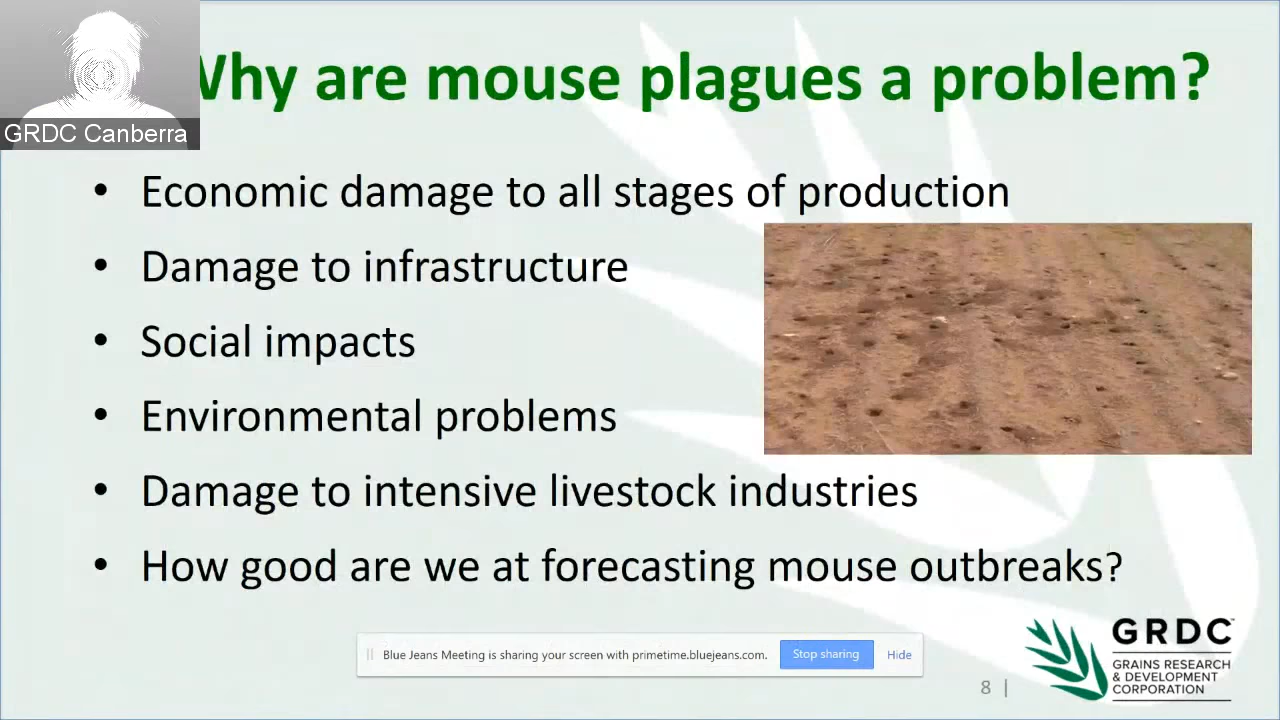 Why are mouse plagues a problem?
GRDC Canberra
• Economic damage to all stages of production
• Damage to infrastructure
• Social impacts
• Environmental problems
• Damage to intensive livestock industries
• How good are we at forecasting mouse outbreaks?
Blue Jeans Meeting is sharing your screen with primetime.bluejeans.com. Stop sharing Hide
8 |
GRDC™
GRAINS RESEARCH
& DEVELOPMENT
CORPORATION